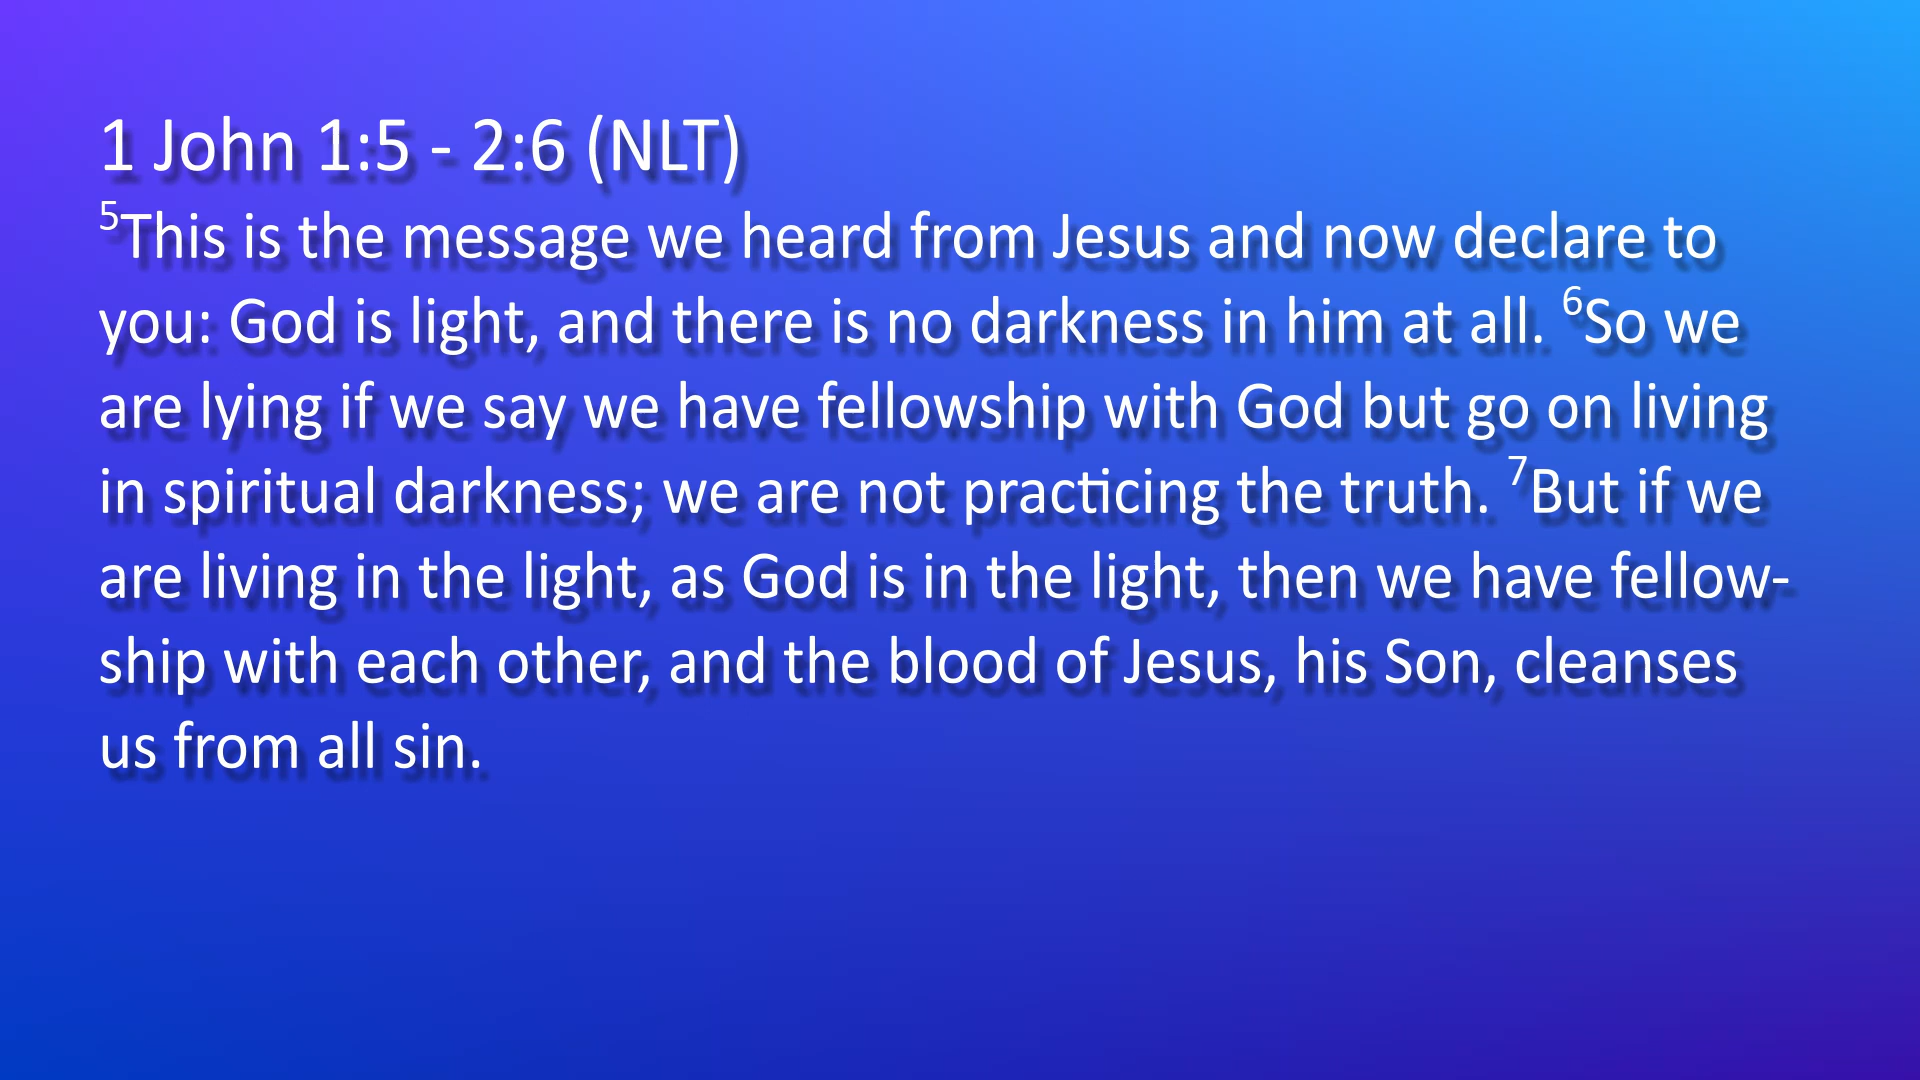 1 John 1:5 - 2:6 (NLT)
⁵This is the message we heard from Jesus and now declare to
you: God is light, and there is no darkness in him at all. ⁶So we
are lying if we say we have fellowship with God but go on living
in spiritual darkness; we are not practicing the truth. ⁷But if we
are living in the light, as God is in the light, then we have fellow-
ship with each other, and the blood of Jesus, his Son, cleanses
us from all sin.